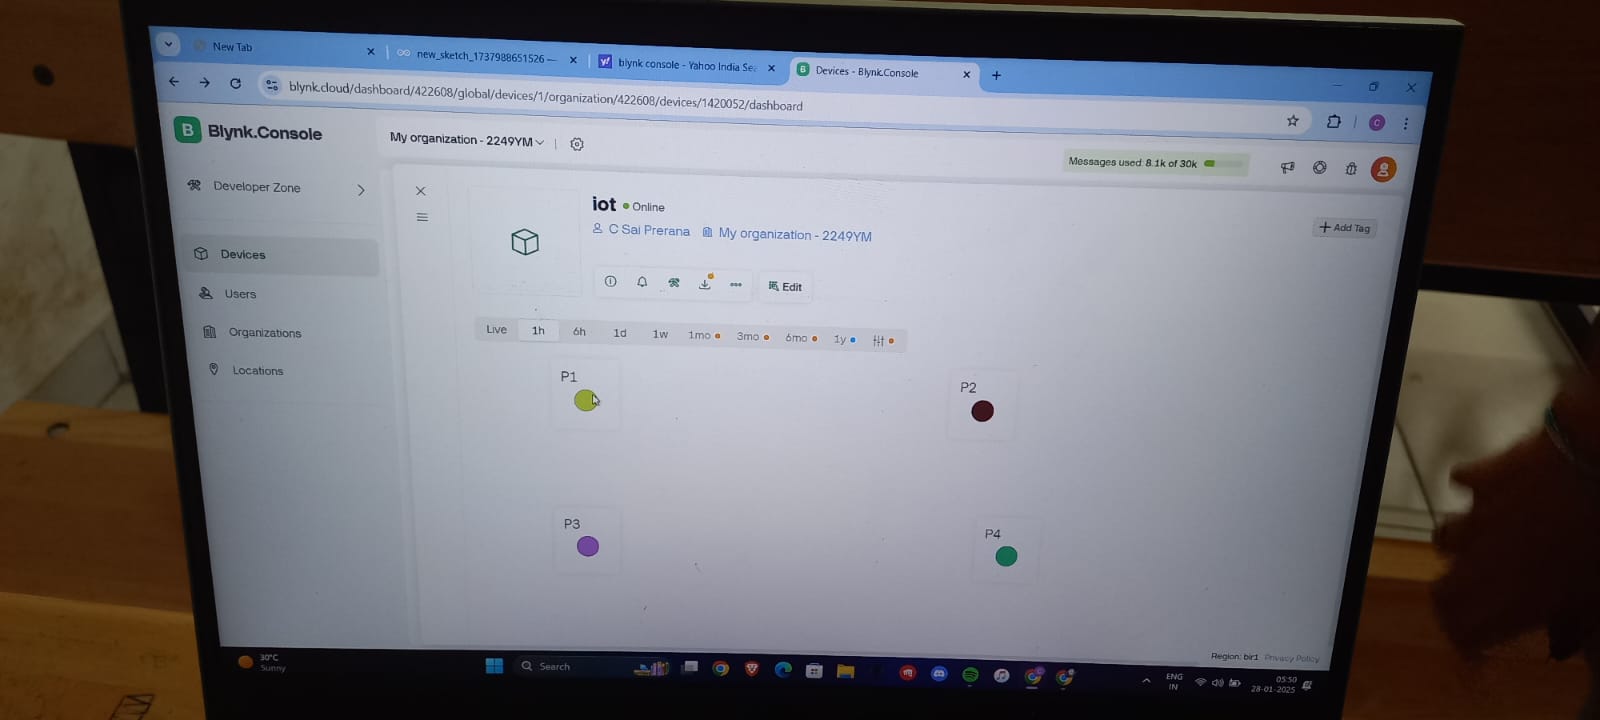 New Tab
new_sketch_1737988651526 —
blynk console - Yahoo India Se
Devices - Blynk.Console
blynk.cloud/dashboard/422608/global/devices/1/organization/422608/devices/1420052/dashboard
B Blynk.Console
My organization - 2249YM
Messages used: 8.1k of 30k
Developer Zone
iot Online
C Sai Prerana My organization - 2249YM
Add Tag
Devices
Users
Organizations
Locations
Edit
Live 1h 6h 1d 1w 1mo 3mo 6mo 1y
P1
P2
P3
P4
Region: blr1 Privacy Policy
30°C
Sunny
Search
ENG
IN
05:50
28-01-2025